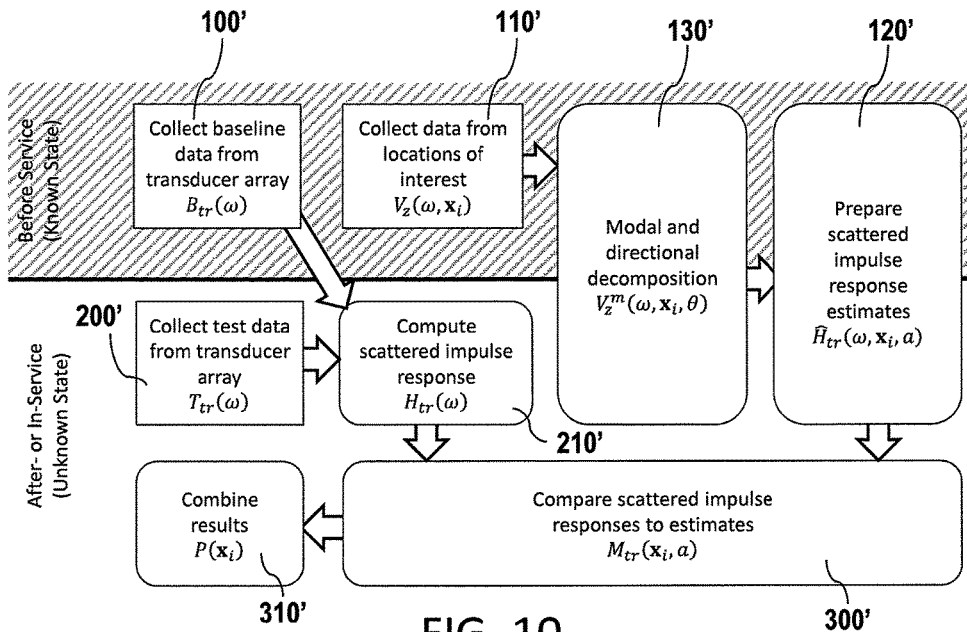 100'
110'
130'
120'
Before Service
(Known State)
Collect baseline
data from
transducer array
B_tr(ω)
Collect data from
locations of
interest
V_z(ω, x_i)
Modal and
directional
decomposition
V_z^m(ω, x_i, θ)
Prepare
scattered
impulse
response
estimates
Ĥ_tr(ω, x_i, a)
After- or In-Service
(Unknown State)
200'
Collect test data
from transducer
array
T_tr(ω)
Compute
scattered impulse
response
H_tr(ω)
210'
Combine
results
P(x_i)
Compare scattered impulse
responses to estimates
M_tr(x_i, a)
310'
300'
FIG. 10